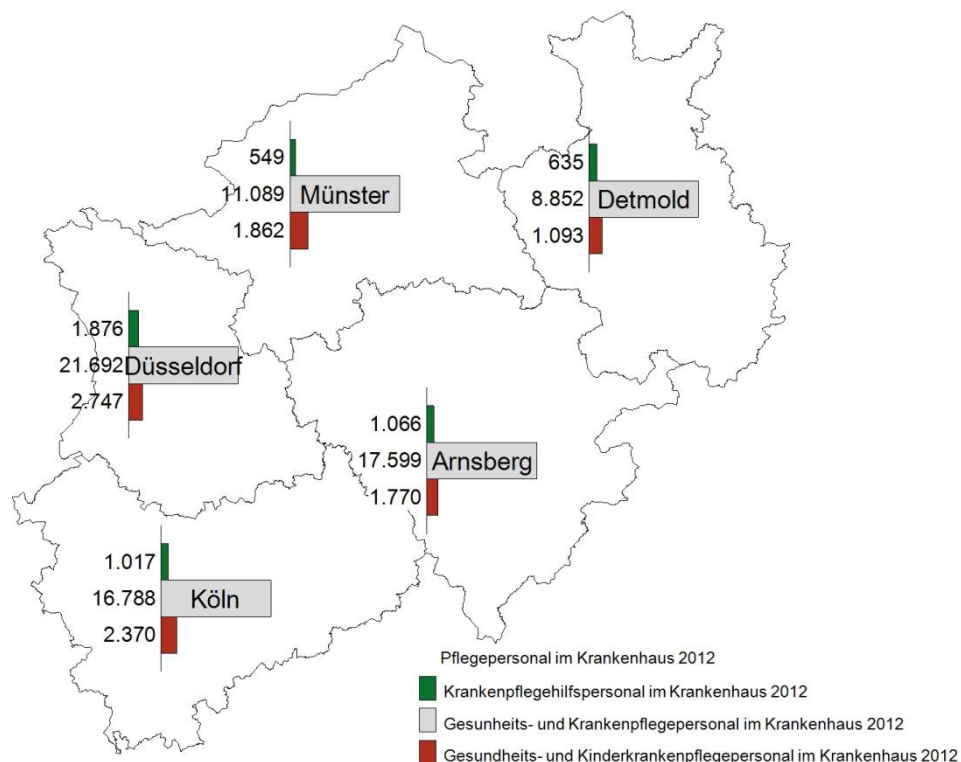 549
11.089 Münster
1.862
635
8.852 Detmold
1.093
1.876
21.692 Düsseldorf
2.747
1.066
17.599 Arnsberg
1.770
1.017
16.788 Köln
2.370
Pflegepersonal im Krankenhaus 2012
Krankenpflegehilfspersonal im Krankenhaus 2012
Gesunheits- und Krankenpflegepersonal im Krankenhaus 2012
Gesundheits- und Kinderkrankenpflegepersonal im Krankenhaus 2012